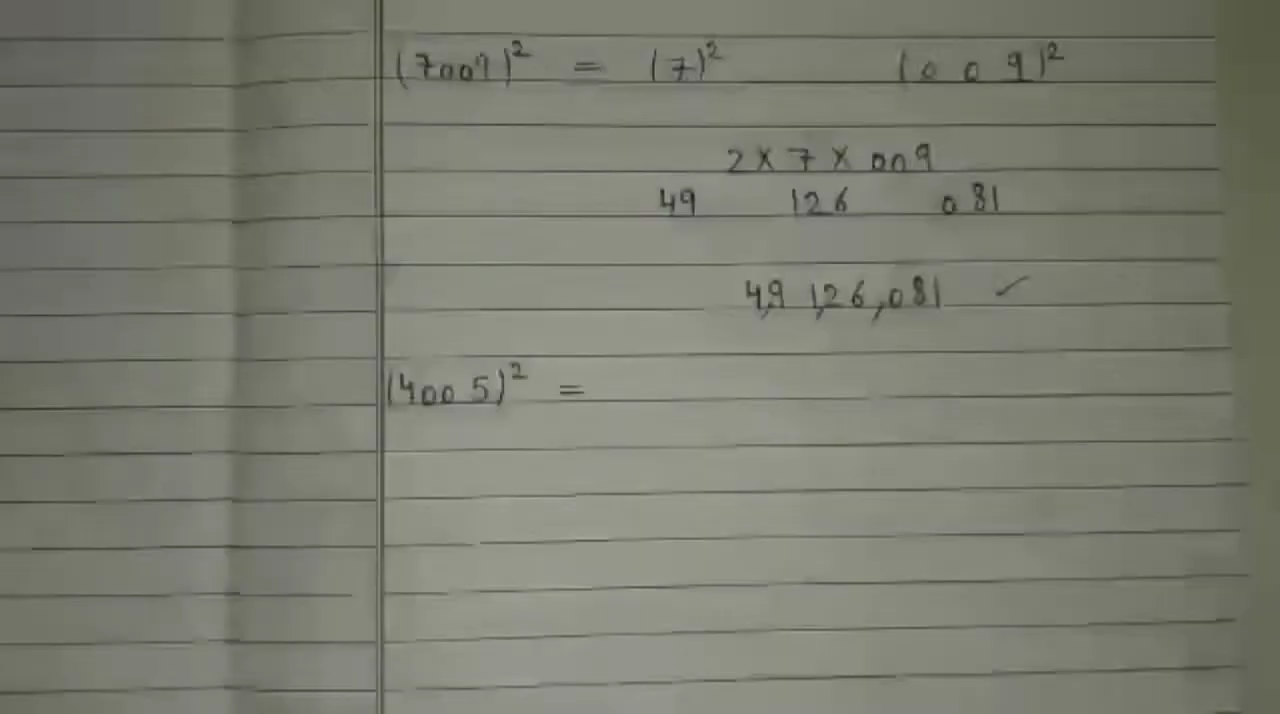 (7009)² = (7)² (009)²
2 × 7 × 009
49 126 081
49,126,081 ✓
(4005)² =